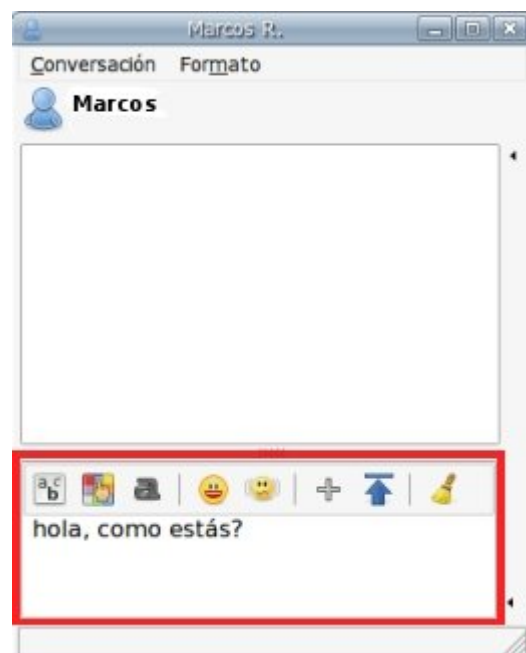 Marcos R.
Conversación Formato
Marcos
a b c a
hola, como estás?